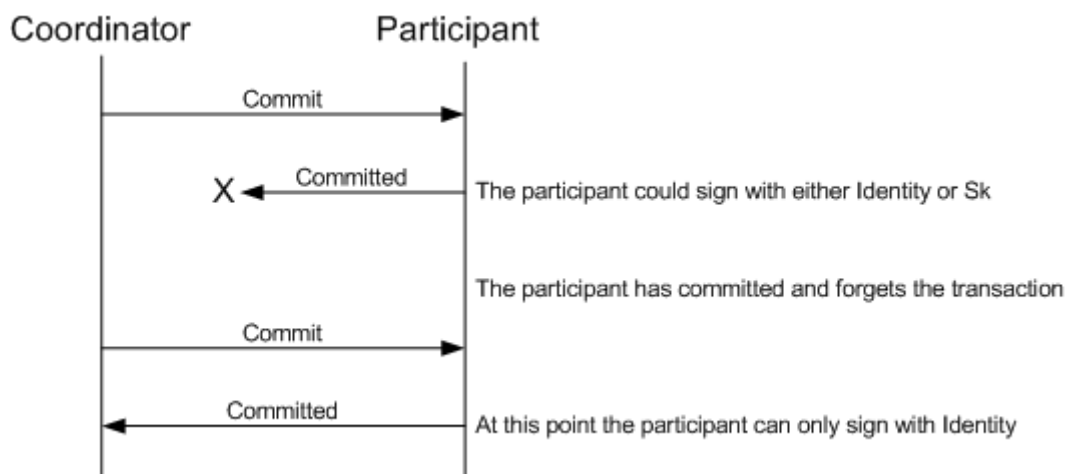 Coordinator
Participant
Commit
X
Committed
The participant could sign with either Identity or Sk
The participant has committed and forgets the transaction
Commit
Committed
At this point the participant can only sign with Identity